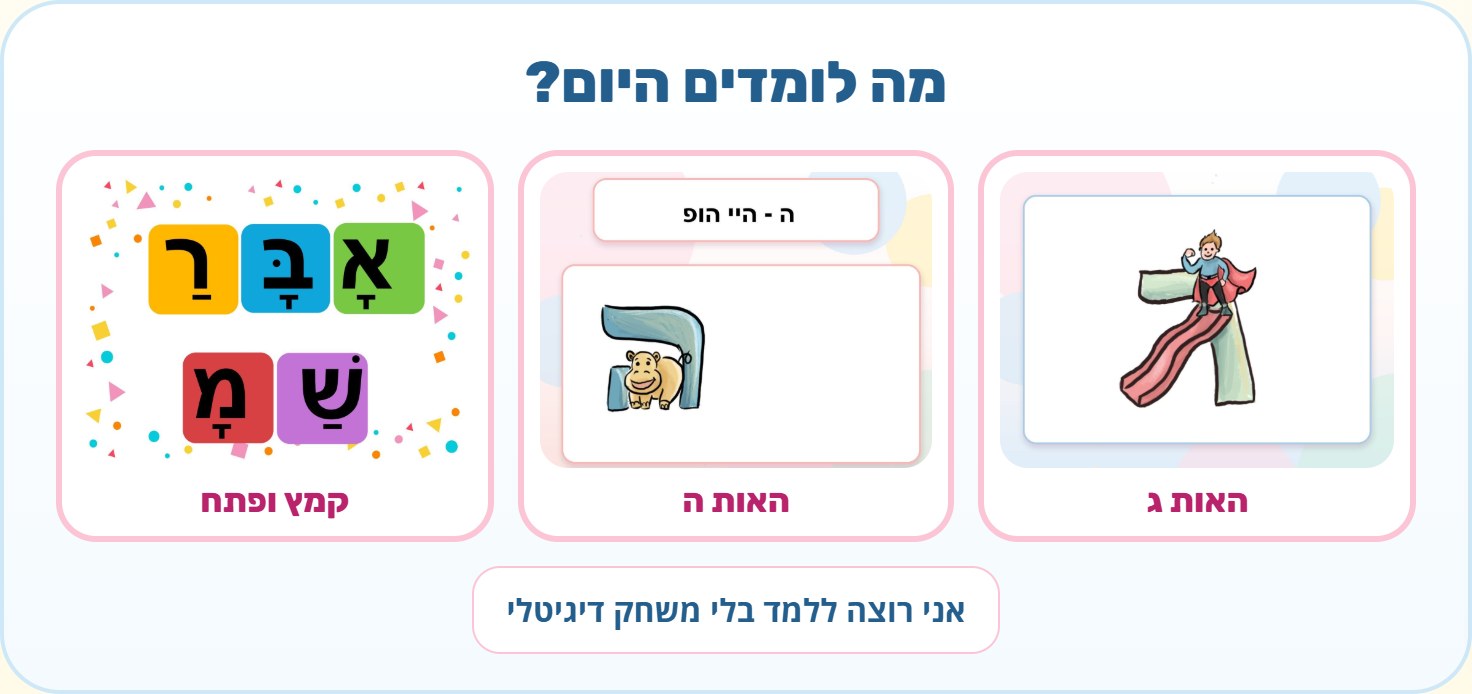 מה לומדים היום?
האות ג
ה - היי הופ
ה
האות ה
אָ בָּ רַ
שַׁ מָ
קמץ ופתח
אני רוצה ללמד בלי משחק דיגיטלי